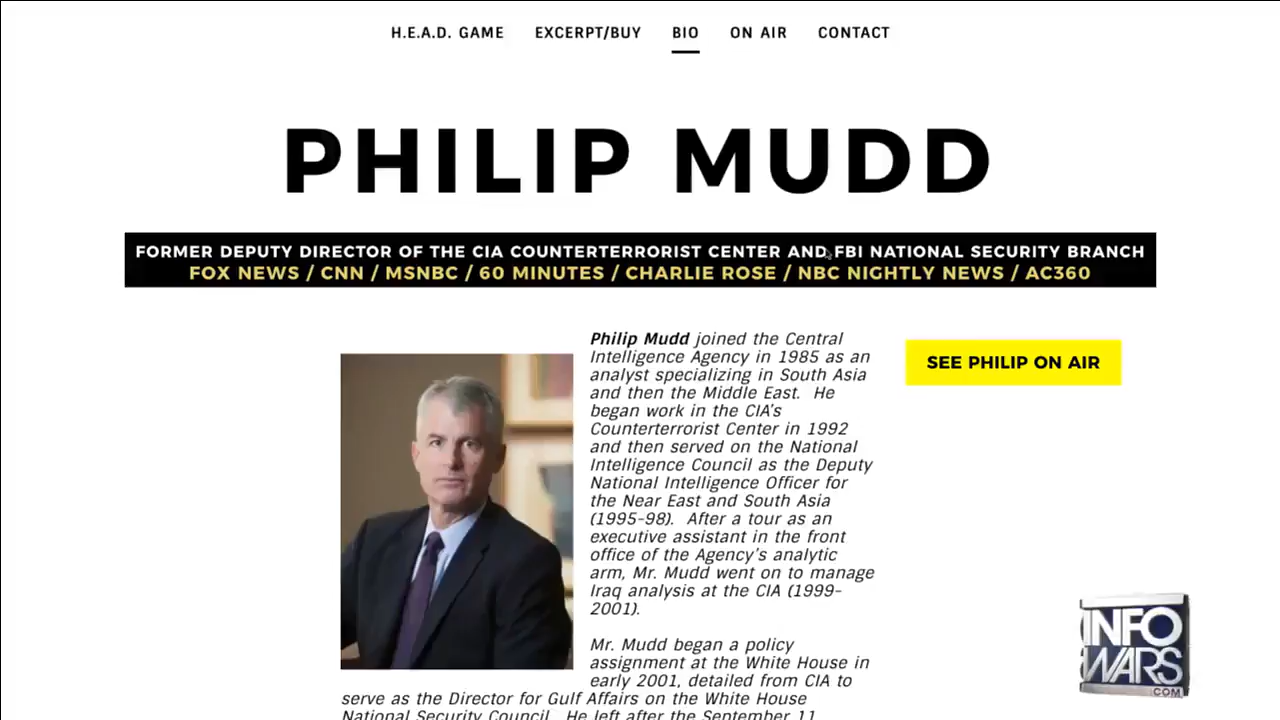 H.E.A.D. GAME EXCERPT/BUY BIO ON AIR CONTACT
PHILIP MUDD
FORMER DEPUTY DIRECTOR OF THE CIA COUNTERTERRORIST CENTER AND FBI NATIONAL SECURITY BRANCH
FOX NEWS / CNN / MSNBC / 60 MINUTES / CHARLIE ROSE / NBC NIGHTLY NEWS / AC360
Philip Mudd joined the Central
Intelligence Agency in 1985 as an
analyst specializing in South Asia
and then the Middle East. He
began work in the CIA's
Counterterrorist Center in 1992
and then served on the National
Intelligence Council as the Deputy
National Intelligence Officer for
the Near East and South Asia
(1995-98). After a tour as an
executive assistant in the front
office of the Agency's analytic
arm, Mr. Mudd went on to manage
Iraq analysis at the CIA (1999-
2001).
Mr. Mudd began a policy
assignment at the White House in
early 2001, detailed from CIA to
serve as the Director for Gulf Affairs on the White House
National Security Council. He left after the September 11
SEE PHILIP ON AIR
INFO
WARS
.COM